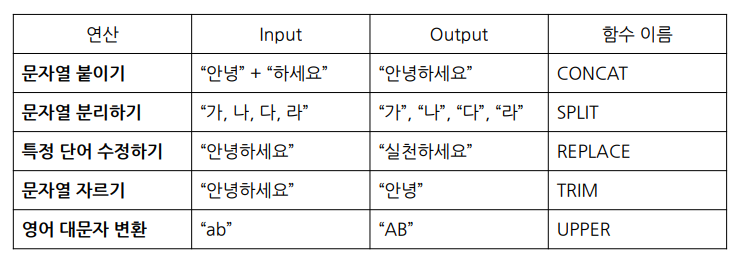 연산 Input Output 함수 이름
문자열 붙이기 “안녕” + “하세요” “안녕하세요” CONCAT
문자열 분리하기 “가, 나, 다, 라” “가”, “나”, “다”, “라” SPLIT
특정 단어 수정하기 “안녕하세요” “실천하세요” REPLACE
문자열 자르기 “안녕하세요” “안녕” TRIM
영어 대문자 변환 “ab” “AB” UPPER